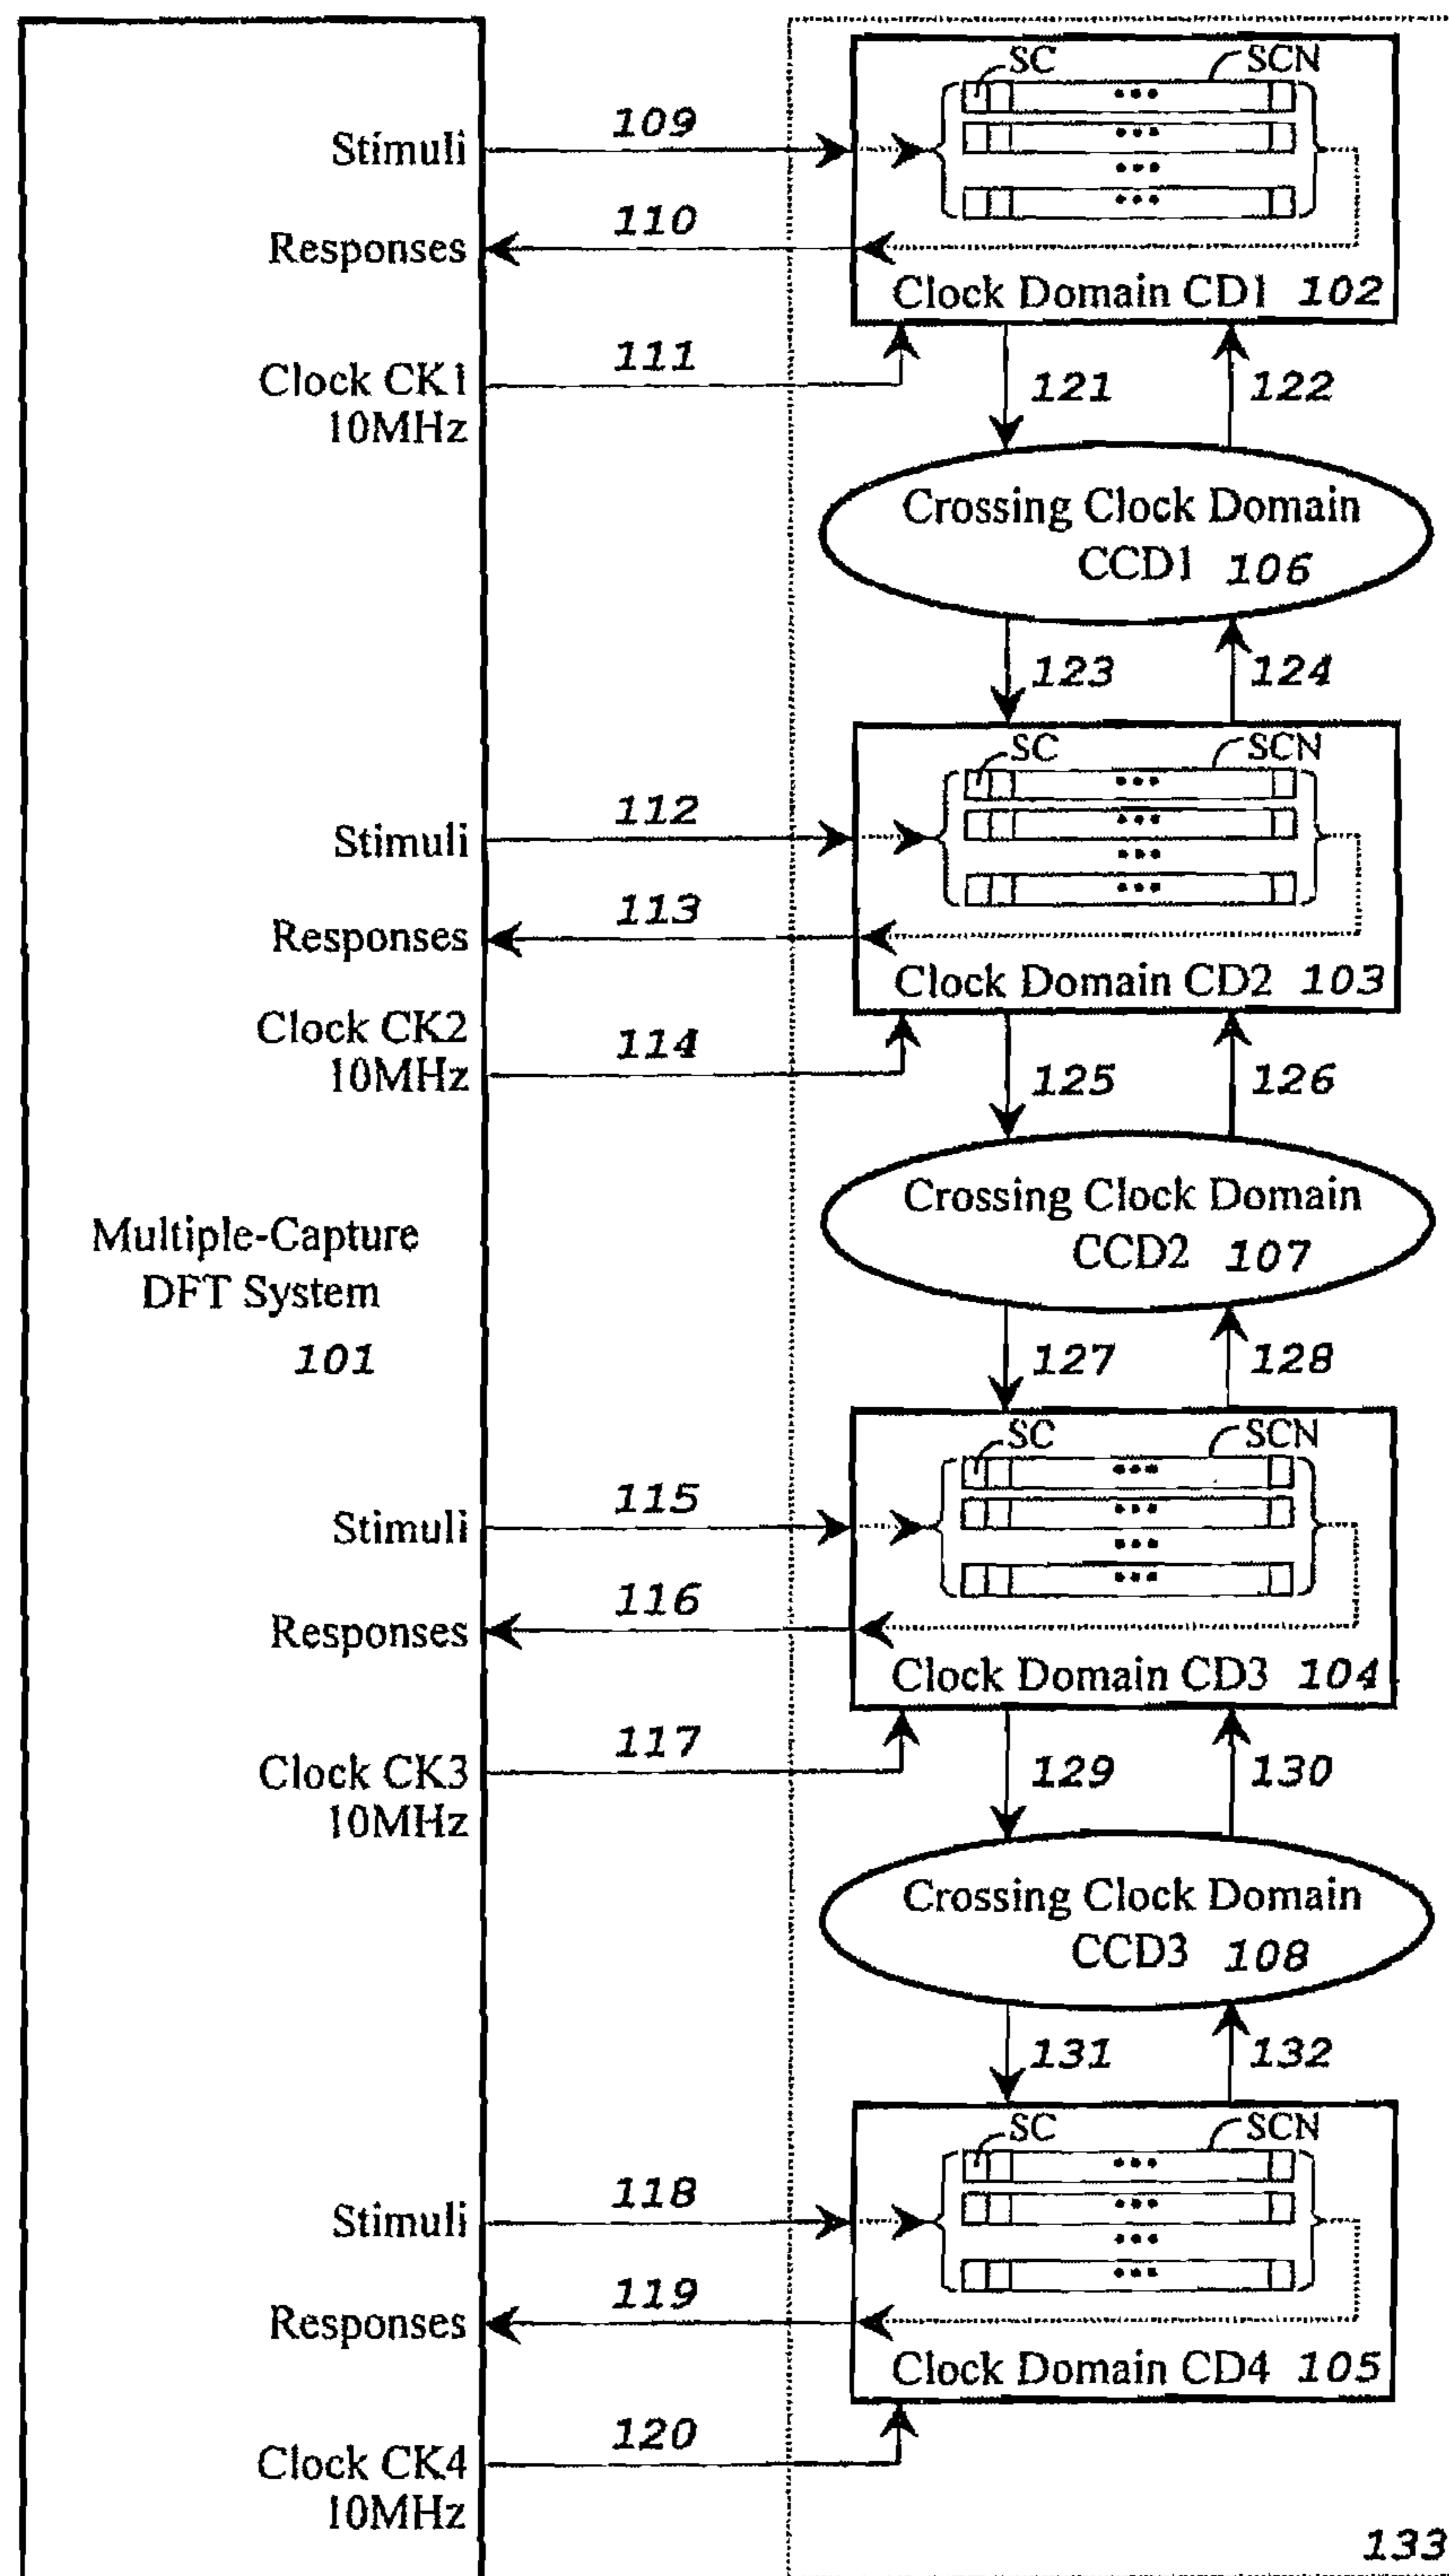 SC SCN
109
Stimuli
110
Responses
Clock Domain CD1 102
111
Clock CK1
10MHz
121 122
Crossing Clock Domain
CCD1 106
123 124
SC SCN
112
Stimuli
113
Responses
Clock Domain CD2 103
Clock CK2
114
10MHz
125 126
Crossing Clock Domain
CCD2 107
Multiple-Capture
DFT System
101
127 128
SC SCN
115
Stimuli
116
Responses
Clock Domain CD3 104
117
Clock CK3
10MHz
129 130
Crossing Clock Domain
CCD3 108
131 132
SC SCN
118
Stimuli
119
Responses
Clock Domain CD4 105
120
Clock CK4
10MHz
133